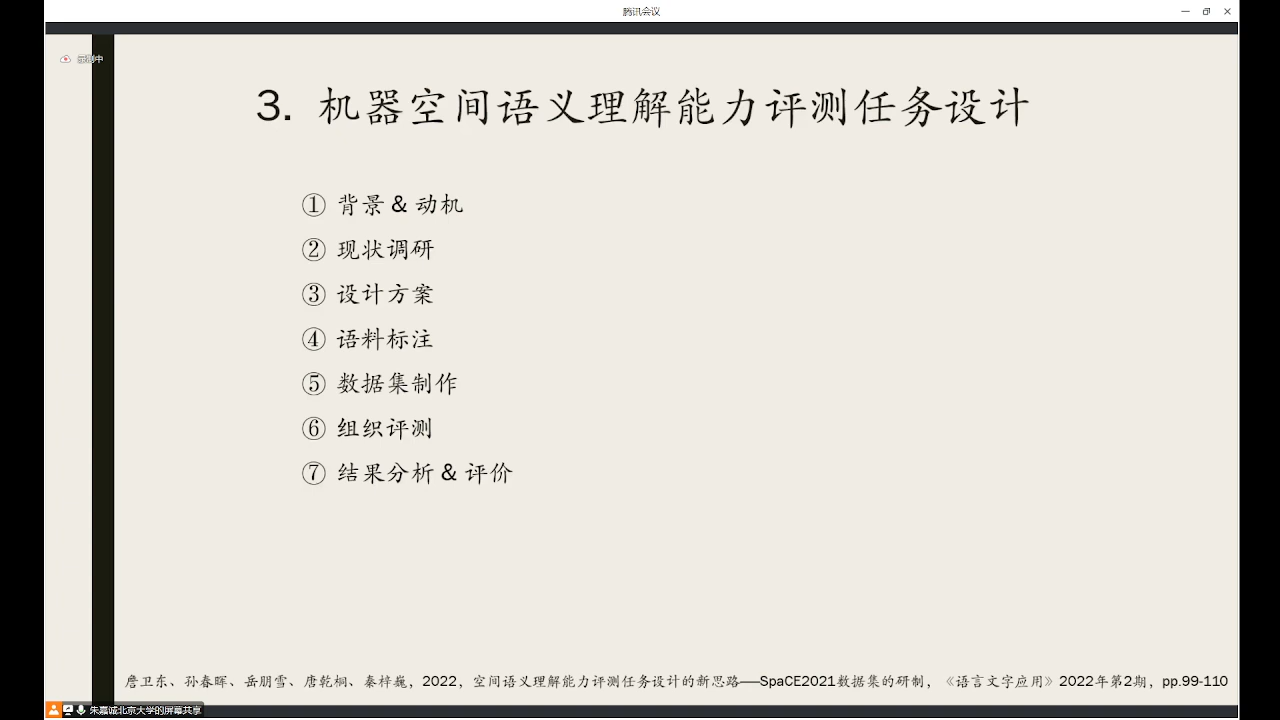 腾讯会议
录制中
3. 机器空间语义理解能力评测任务设计
① 背景 & 动机
② 现状调研
③ 设计方案
④ 语料标注
⑤ 数据集制作
⑥ 组织评测
⑦ 结果分析 & 评价
詹卫东、孙春晖、岳朋雪、唐乾桐、秦梓巍，2022，空间语义理解能力评测任务设计的新思路——SpaCE2021数据集的研制，《语言文字应用》2022年第2期，pp.99-110
朱嘉诚北京大学的屏幕共享